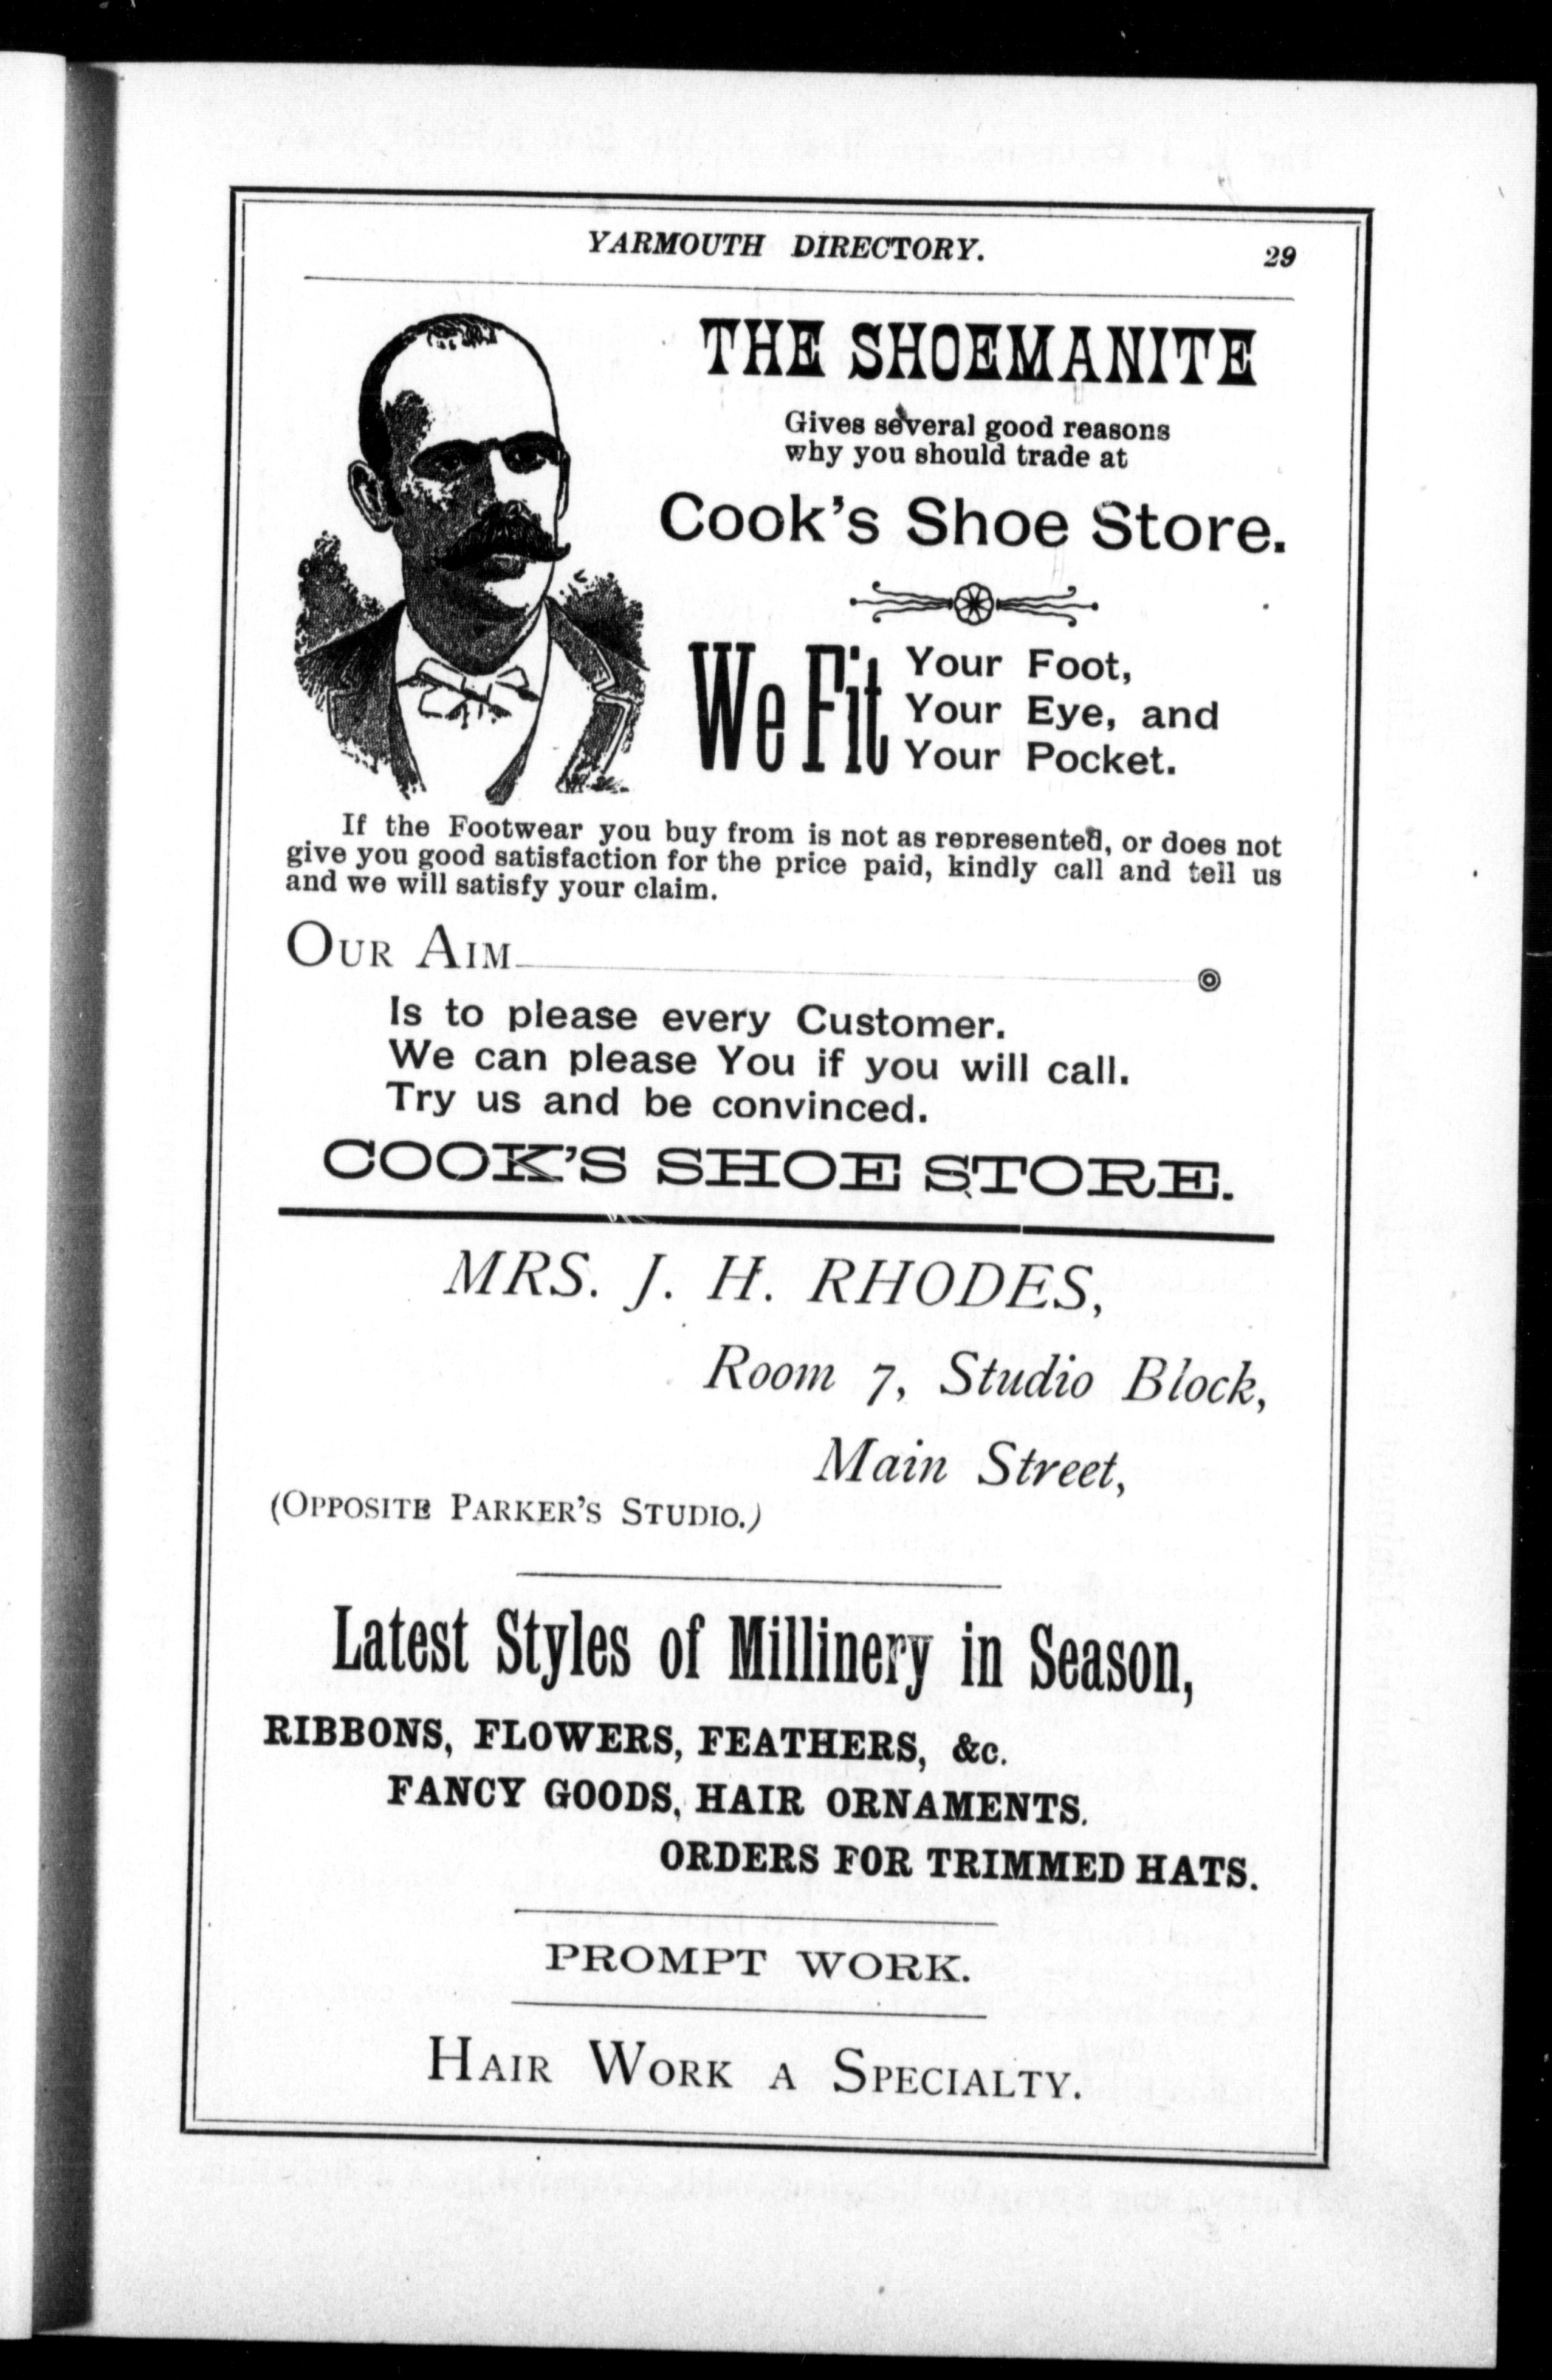 YARMOUTH DIRECTORY. 29
THE SHOEMANITE
Gives several good reasons
why you should trade at
Cook's Shoe Store.
We Fit
Your Foot,
Your Eye, and
Your Pocket.
If the Footwear you buy from is not as represented, or does not
give you good satisfaction for the price paid, kindly call and tell us
and we will satisfy your claim.
OUR AIM
Is to please every Customer.
We can please You if you will call.
Try us and be convinced.
COOK'S SHOE STORE.
MRS. J. H. RHODES,
Room 7, Studio Block,
Main Street,
(OPPOSITE PARKER'S STUDIO.)
Latest Styles of Millinery in Season,
RIBBONS, FLOWERS, FEATHERS, &c.
FANCY GOODS, HAIR ORNAMENTS.
ORDERS FOR TRIMMED HATS.
PROMPT WORK.
HAIR WORK A SPECIALTY.